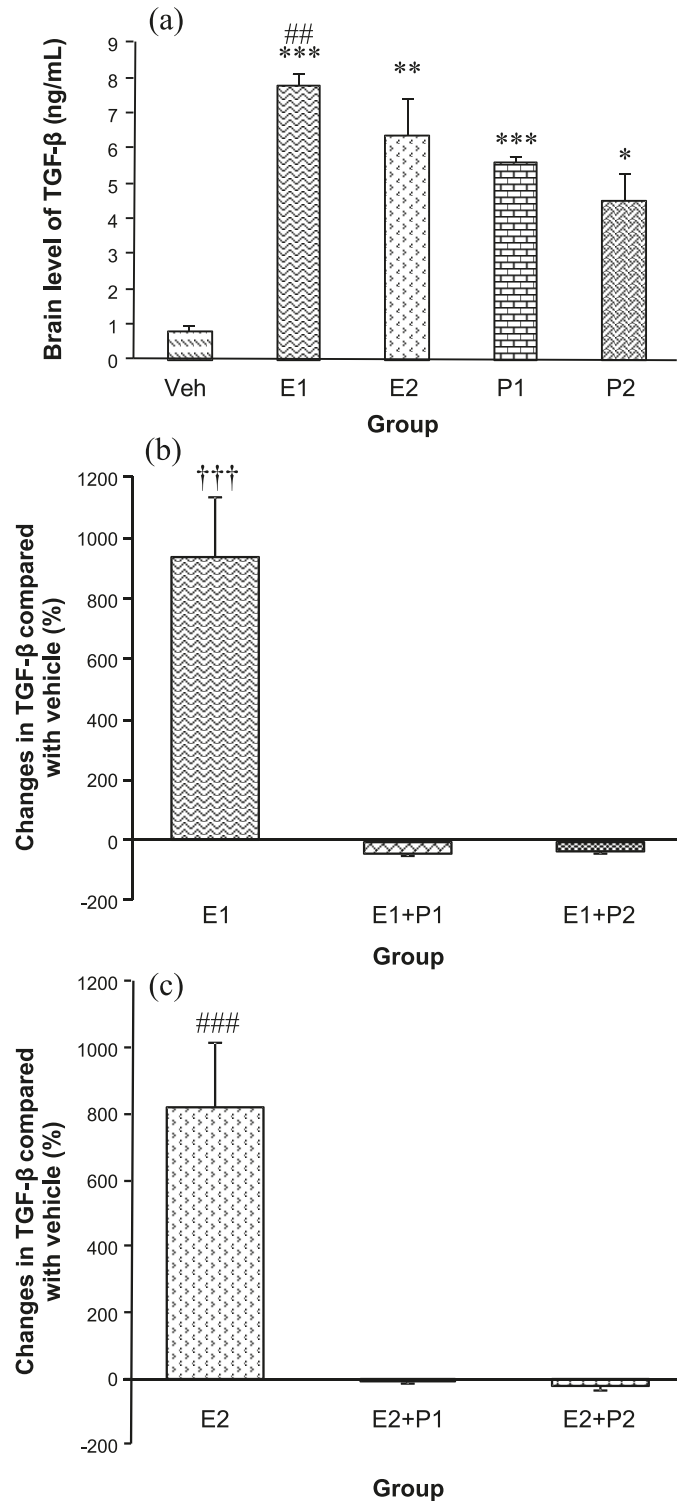 (a)
Brain level of TGF-β (ng/mL)
9
8
7
6
5
4
3
2
1
0
##
***
**
***
*
Veh E1 E2 P1 P2
Group
(b)
Changes in TGF-β compared
with vehicle (%)
1200
1000
800
600
400
200
0
-200
†††
E1 E1+P1 E1+P2
Group
(c)
Changes in TGF-β compared
with vehicle (%)
1200
1000
800
600
400
200
0
-200
###
E2 E2+P1 E2+P2
Group